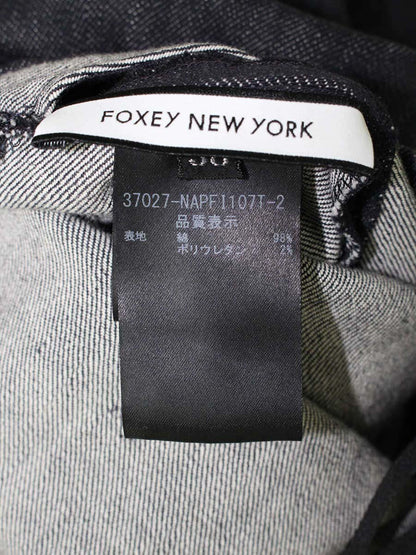 FOXEY NEW YORK
37027-NAPF1107T-2
品質表示
表地 綿 98%
ポリウレタン 2%